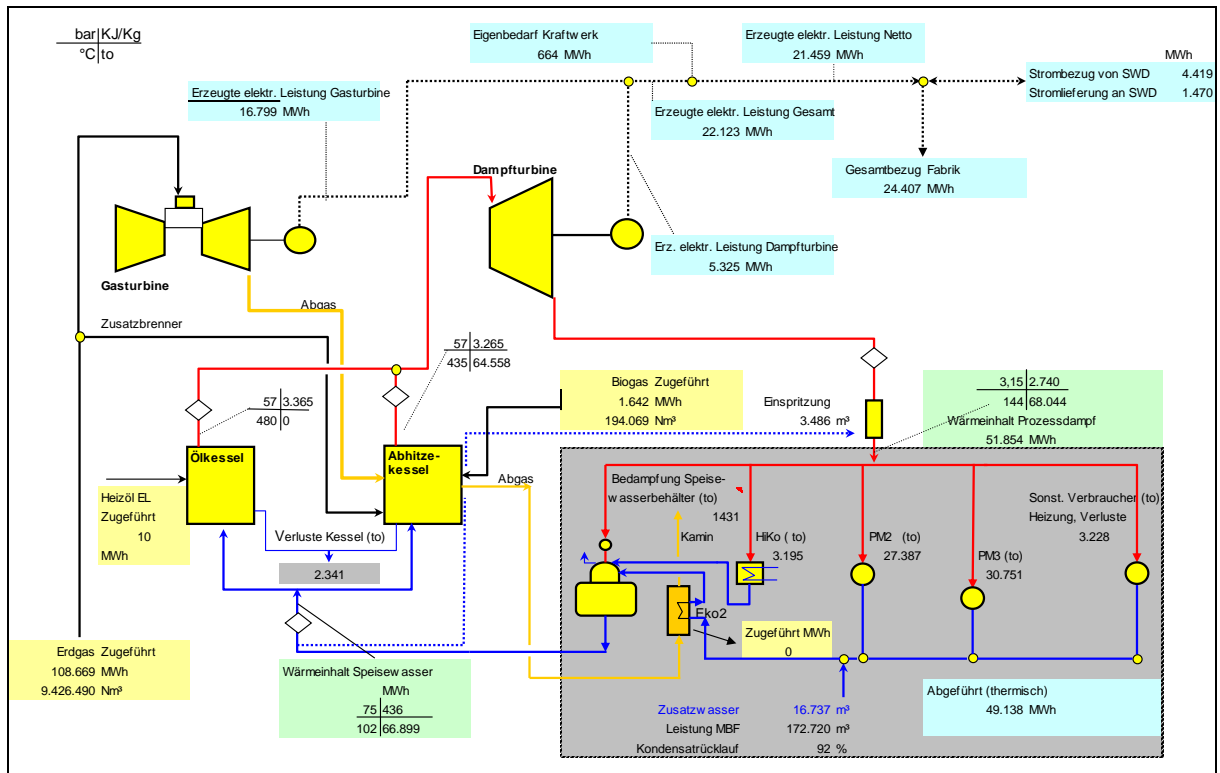 bar KJ/Kg
°C to
Eigenbedarf Kraftwerk
664 MWh
Erzeugte elektr. Leistung Netto
21.459 MWh
MWh
Strombezug von SWD 4.419
Stromlieferung an SWD 1.470
Erzeugte elektr. Leistung Gasturbine
16.799 MWh
Erzeugte elektr. Leistung Gesamt
22.123 MWh
Gesamtbezug Fabrik
24.407 MWh
Dampfturbine
Erz. elektr. Leistung Dampfturbine
5.325 MWh
Gasturbine
Abgas
Zusatzbrenner
57 3.265
435 64.558
57 3.365
480 0
Biogas Zugeführt
1.642 MWh
194.069 Nm³
Einspritzung
3.486 m³
3,15 2.740
144 68.044
Wärmeinhalt Prozessdampf
51.854 MWh
Ölkessel
Abhitze-
kessel
Abgas
Heizöl EL
Zugeführt
10
MWh
Verluste Kessel (to)
2.341
Bedampfung Speise-
wasserbehälter (to)
1431
Kamin
HiKo ( to)
3.195
PM2 (to)
27.387
PM3 (to)
30.751
Sonst. Verbraucher (to)
Heizung, Verluste
3.228
Eko2
Zugeführt MWh
0
Erdgas Zugeführt
108.669 MWh
9.426.490 Nm³
Wärmeinhalt Speisewasser
MWh
75 436
102 66.899
Abgeführt (thermisch)
49.138 MWh
Zusatzwasser 16.737 m³
Leistung MBF 172.720 m³
Kondensatrücklauf 92 %